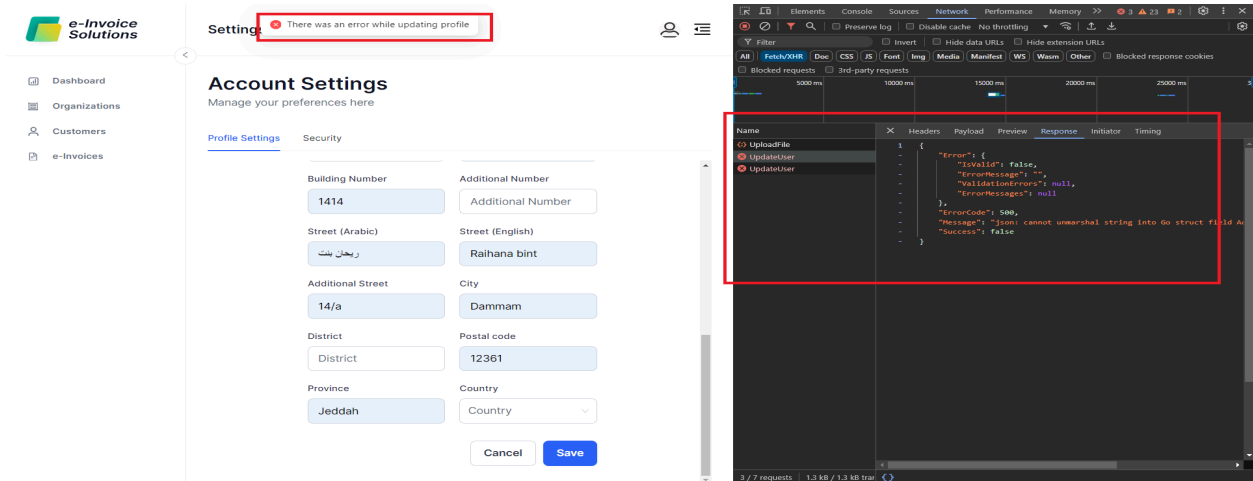 e-Invoice
Solutions
Dashboard
Organizations
Customers
e-Invoices
There was an error while updating profile
Account Settings
Manage your preferences here
Profile Settings Security
Building Number Additional Number
1414 Additional Number
Street (Arabic) Street (English)
ريحان بنت Raihana bint
Additional Street City
14/a Dammam
District Postal code
District 12361
Province Country
Jeddah Country
Cancel Save
Elements Console Sources Network Performance Memory >> 3 23 2
Preserve log Disable cache No throttling
Filter Invert Hide data URLs Hide extension URLs
All Fetch/XHR Doc CSS JS Font Img Media Manifest WS Wasm Other Blocked response cookies
Blocked requests 3rd-party requests
5000 ms 10000 ms 15000 ms 20000 ms 25000 ms
Name Headers Payload Preview Response Initiator Timing
UploadFile
UpdateUser
UpdateUser
1 {
- "Error": {
- "IsValid": false,
- "ErrorMessage": "",
- "ValidationErrors": null,
- "ErrorMessages": null
- },
- "ErrorCode": 500,
- "Message": "json: cannot unmarshal string into Go struct field
- "Success": false
- }
3 / 7 requests 1.3 kB / 1.3 kB